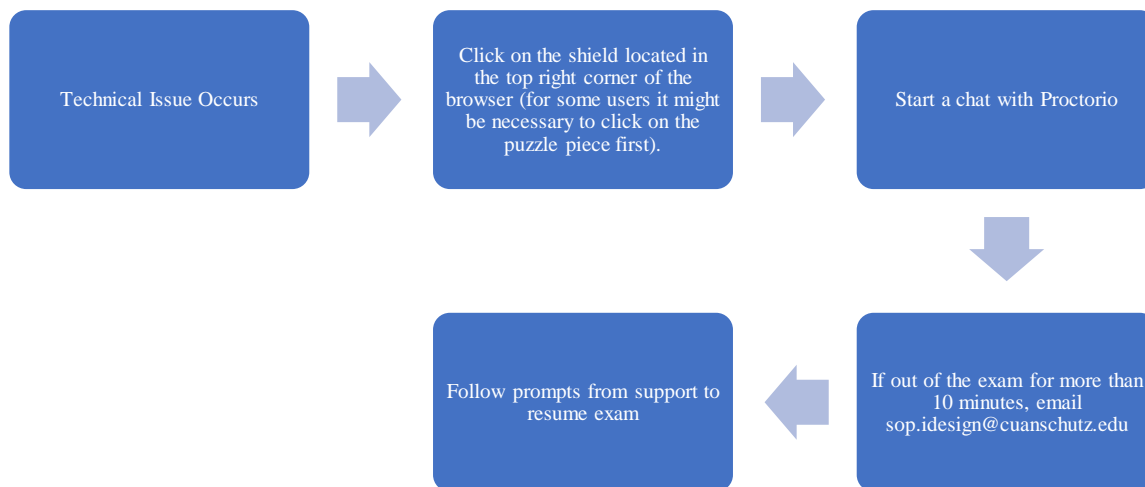 Technical Issue Occurs
Click on the shield located in
the top right corner of the
browser (for some users it might
be necessary to click on the
puzzle piece first).
Start a chat with Proctorio
If out of the exam for more than
10 minutes, email
sop.idesign@cuanschutz.edu
Follow prompts from support to
resume exam